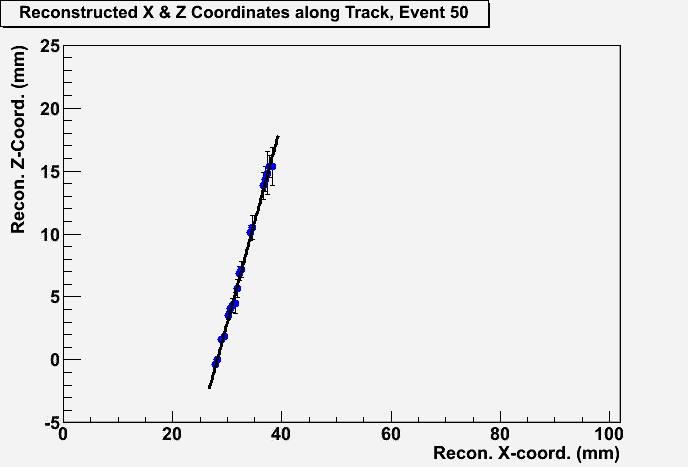 Reconstructed X & Z Coordinates along Track, Event 50
Recon. Z-Coord. (mm)
25
20
15
10
5
0
-5
0 20 40 60 80 100
Recon. X-coord. (mm)